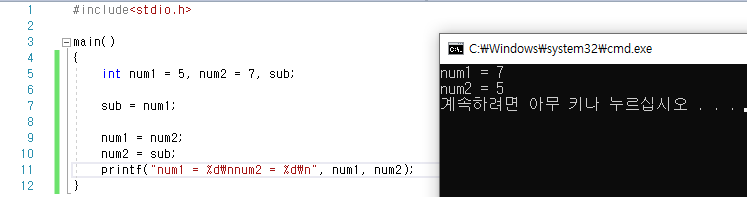 1 #include<stdio.h>
2
3 main()
4 {
5 int num1 = 5, num2 = 7, sub;
6
7 sub = num1;
8
9 num1 = num2;
10 num2 = sub;
11 printf("num1 = %d₩nnum2 = %d₩n", num1, num2);
12 }
C:₩Windows₩system32₩cmd.exe
num1 = 7
num2 = 5
계속하려면 아무 키나 누르십시오 . . .